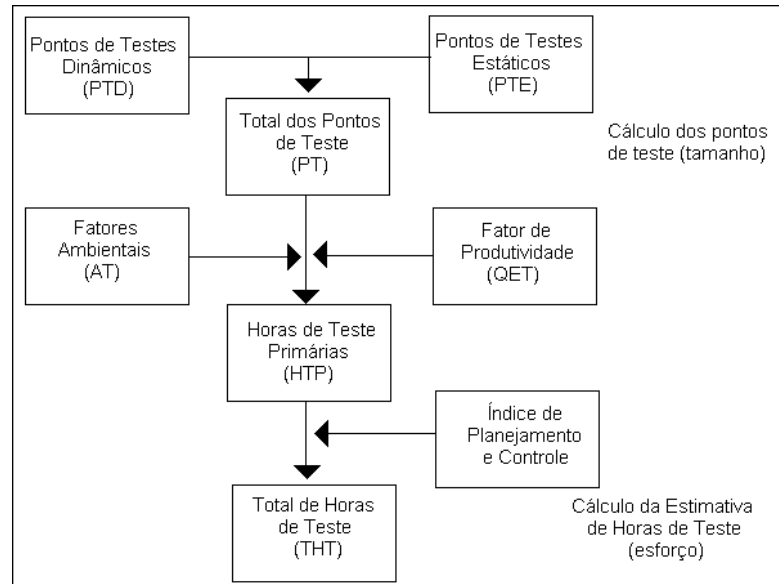 Pontos de Testes
Dinâmicos
(PTD)
Pontos de Testes
Estáticos
(PTE)
Total dos Pontos
de Teste
(PT)
Cálculo dos pontos
de teste (tamanho)
Fatores
Ambientais
(AT)
Fator de
Produtividade
(QET)
Horas de Teste
Primárias
(HTP)
Índice de
Planejamento
e Controle
Total de Horas
de Teste
(THT)
Cálculo da Estimativa
de Horas de Teste
(esforço)